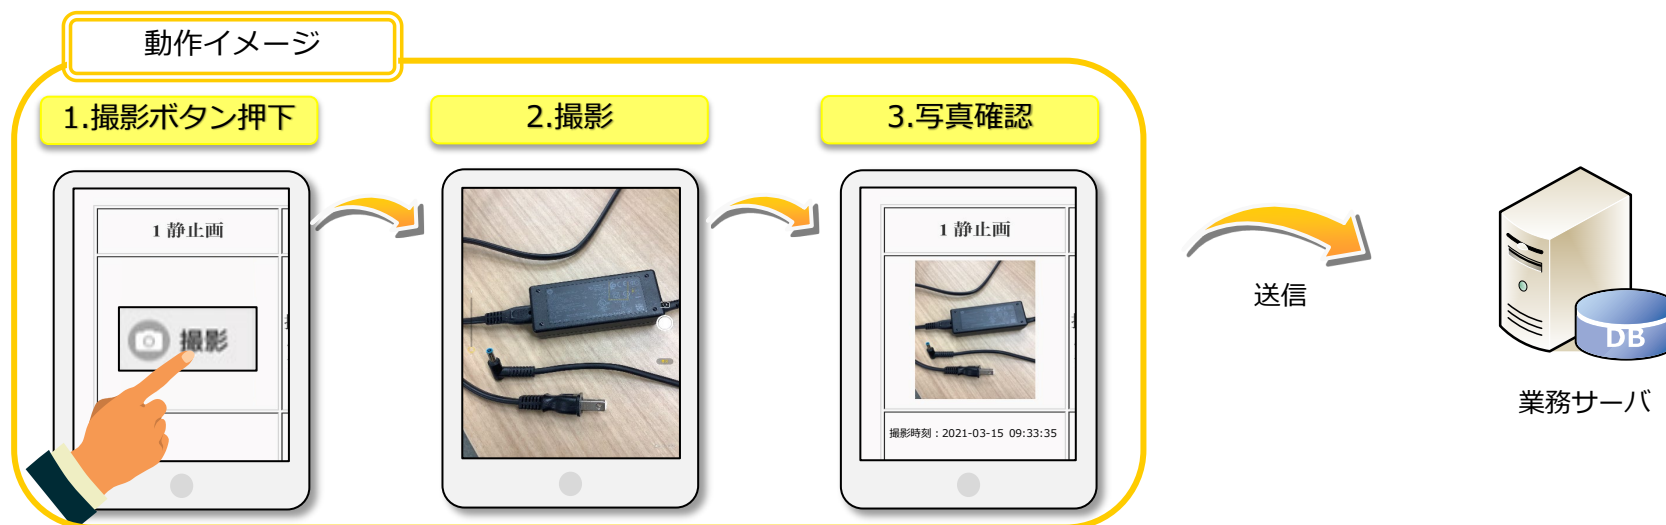 動作イメージ
1.撮影ボタン押下
2.撮影
3.写真確認
1 静止画
撮影
1 静止画
撮影時刻：2021-03-15 09:33:35
送信
DB
業務サーバ